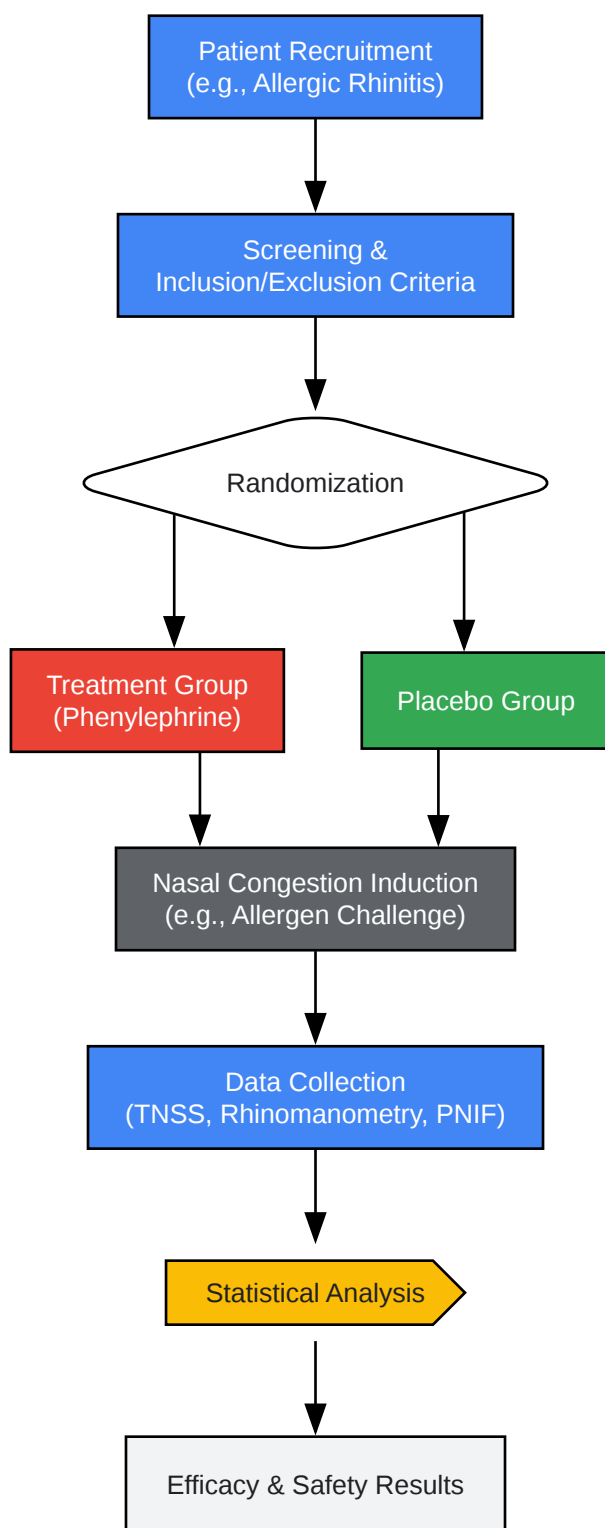 Patient Recruitment
(e.g., Allergic Rhinitis)
Screening &
Inclusion/Exclusion Criteria
Randomization
Treatment Group
(Phenylephrine)
Placebo Group
Nasal Congestion Induction
(e.g., Allergen Challenge)
Data Collection
(TNSS, Rhinomanometry, PNIF)
Statistical Analysis
Efficacy & Safety Results